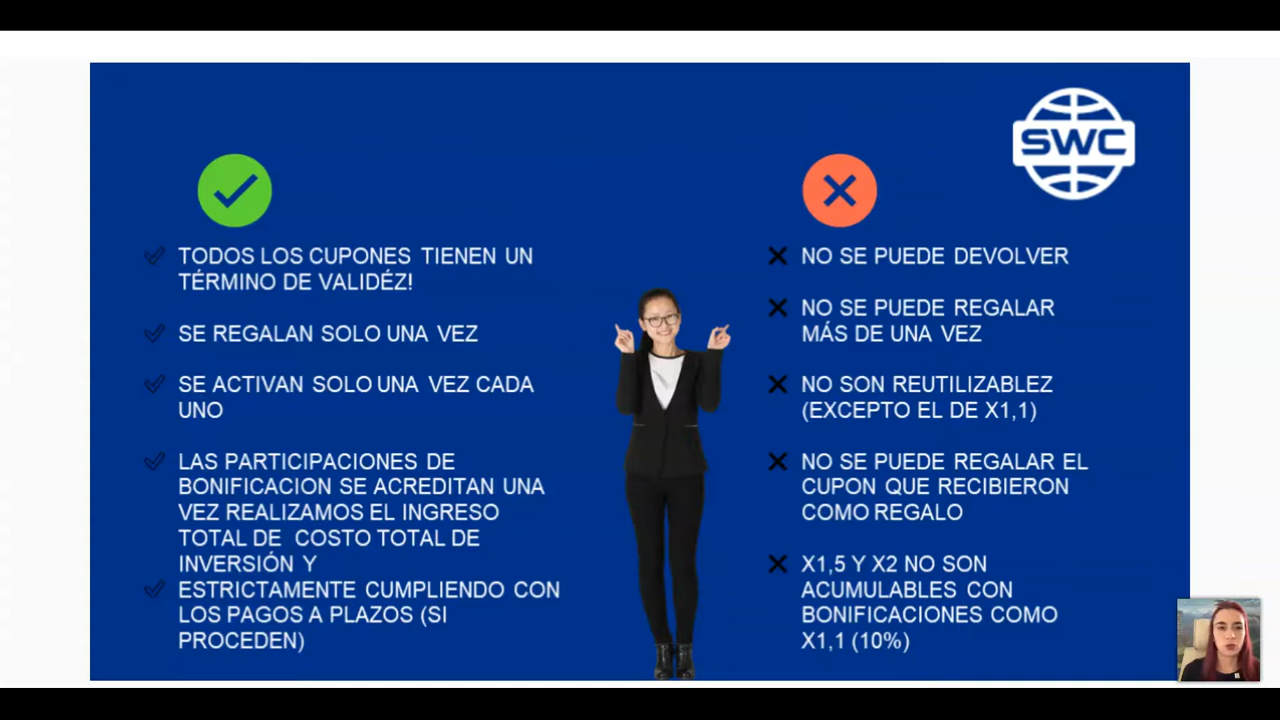 SWC
TODOS LOS CUPONES TIENEN UN
TÉRMINO DE VALIDÉZ!
SE REGALAN SOLO UNA VEZ
SE ACTIVAN SOLO UNA VEZ CADA
UNO
LAS PARTICIPACIONES DE
BONIFICACION SE ACREDITAN UNA
VEZ REALIZAMOS EL INGRESO
TOTAL DE COSTO TOTAL DE
INVERSIÓN Y
ESTRICTAMENTE CUMPLIENDO CON
LOS PAGOS A PLAZOS (SI
PROCEDEN)
NO SE PUEDE DEVOLVER
NO SE PUEDE REGALAR
MÁS DE UNA VEZ
NO SON REUTILIZABLEZ
(EXCEPTO EL DE X1,1)
NO SE PUEDE REGALAR EL
CUPON QUE RECIBIERON
COMO REGALO
X1,5 Y X2 NO SON
ACUMULABLES CON
BONIFICACIONES COMO
X1,1 (10%)